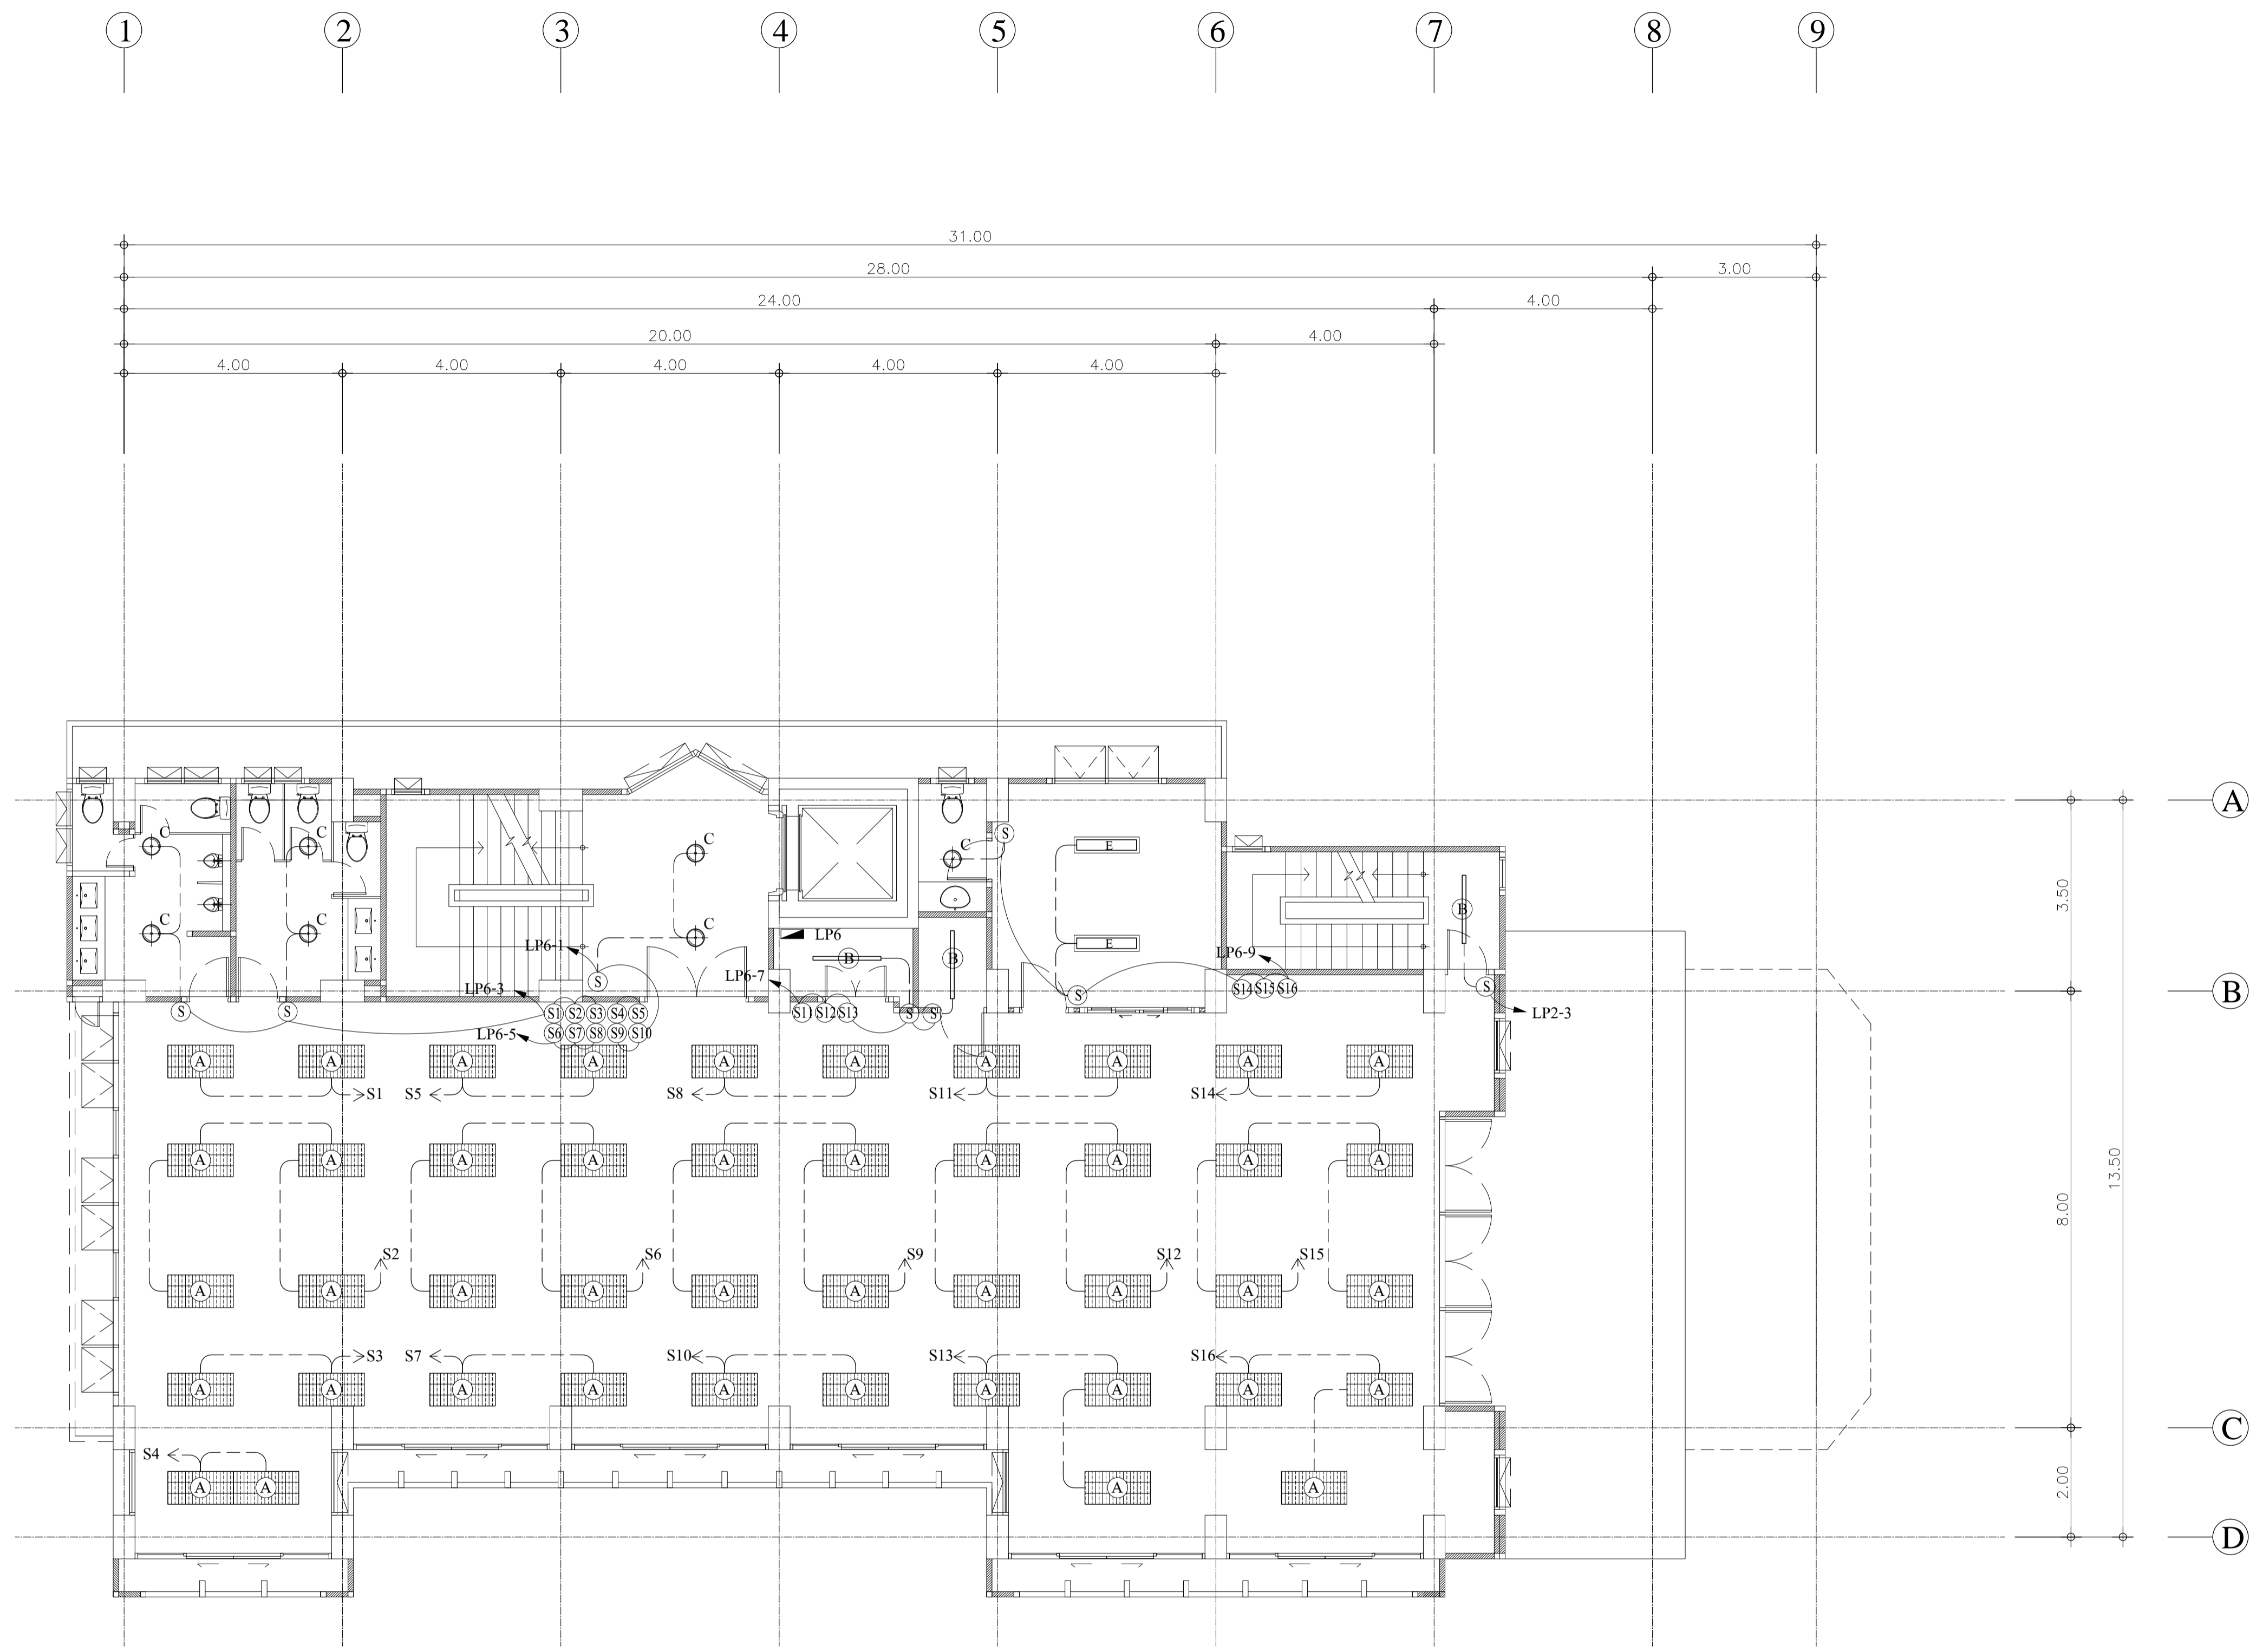 1 2 3 4 5 6 7 8 9
31.00
28.00 3.00
24.00 4.00
20.00 4.00
4.00 4.00 4.00 4.00 4.00
A
C C C C E
C
3.50
B
C C C LP6
LP6-1 E
B B LP6-9
LP6-7
S
LP6-3 S S14 S15 S16 S B
S S S1 S2 S3 S4 S5 S11 S12 S13 S S LP2-3
LP6-5 S6 S7 S8 S9 S10
A A A A A A A A A A
S1 S5 S8 S11 S14
A A A A A A A A A A
13.50
8.00
S2 S6 S9 S12 S15
A A A A A A A A A A
S3 S7 S10 S13 S16
A A A A A A A A A A
C
S4
A A A A
2.00
D